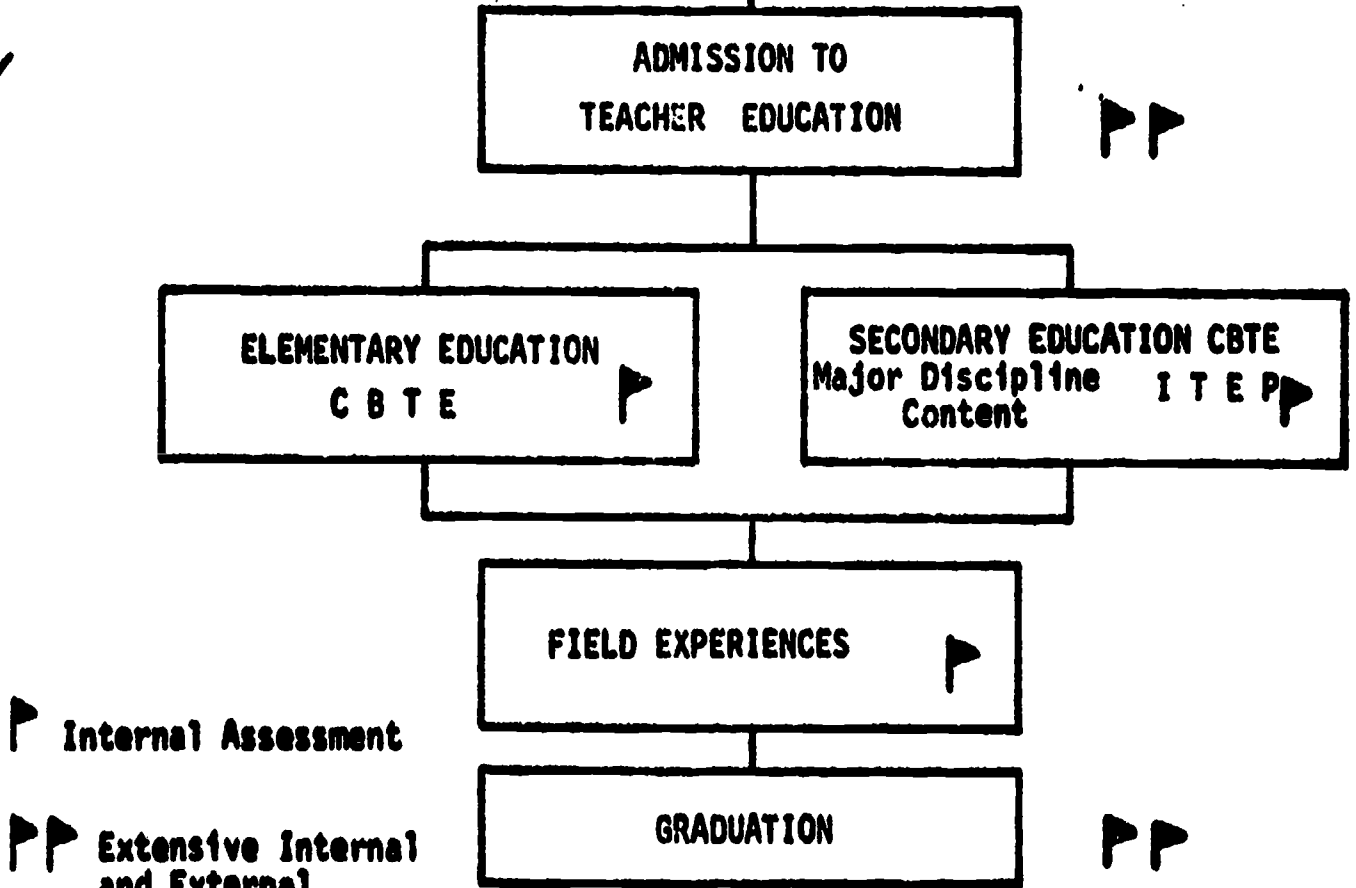 ADMISSION TO
TEACHER EDUCATION
ELEMENTARY EDUCATION
C B T E
SECONDARY EDUCATION CBTE
Major Discipline I T E P
Content
FIELD EXPERIENCES
Internal Assessment
GRADUATION
Extensive Internal
and External